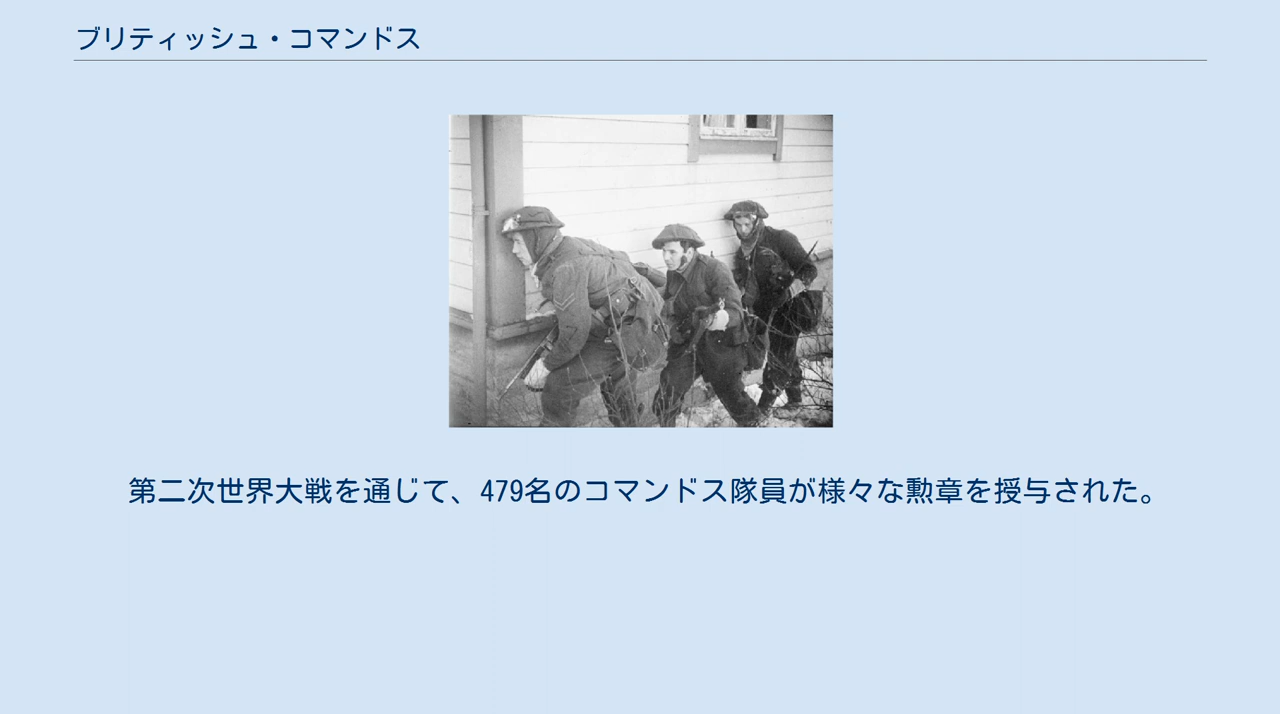 ブリティッシュ・コマンドス
第二次世界大戦を通じて、479名のコマンドス隊員が様々な勲章を授与された。